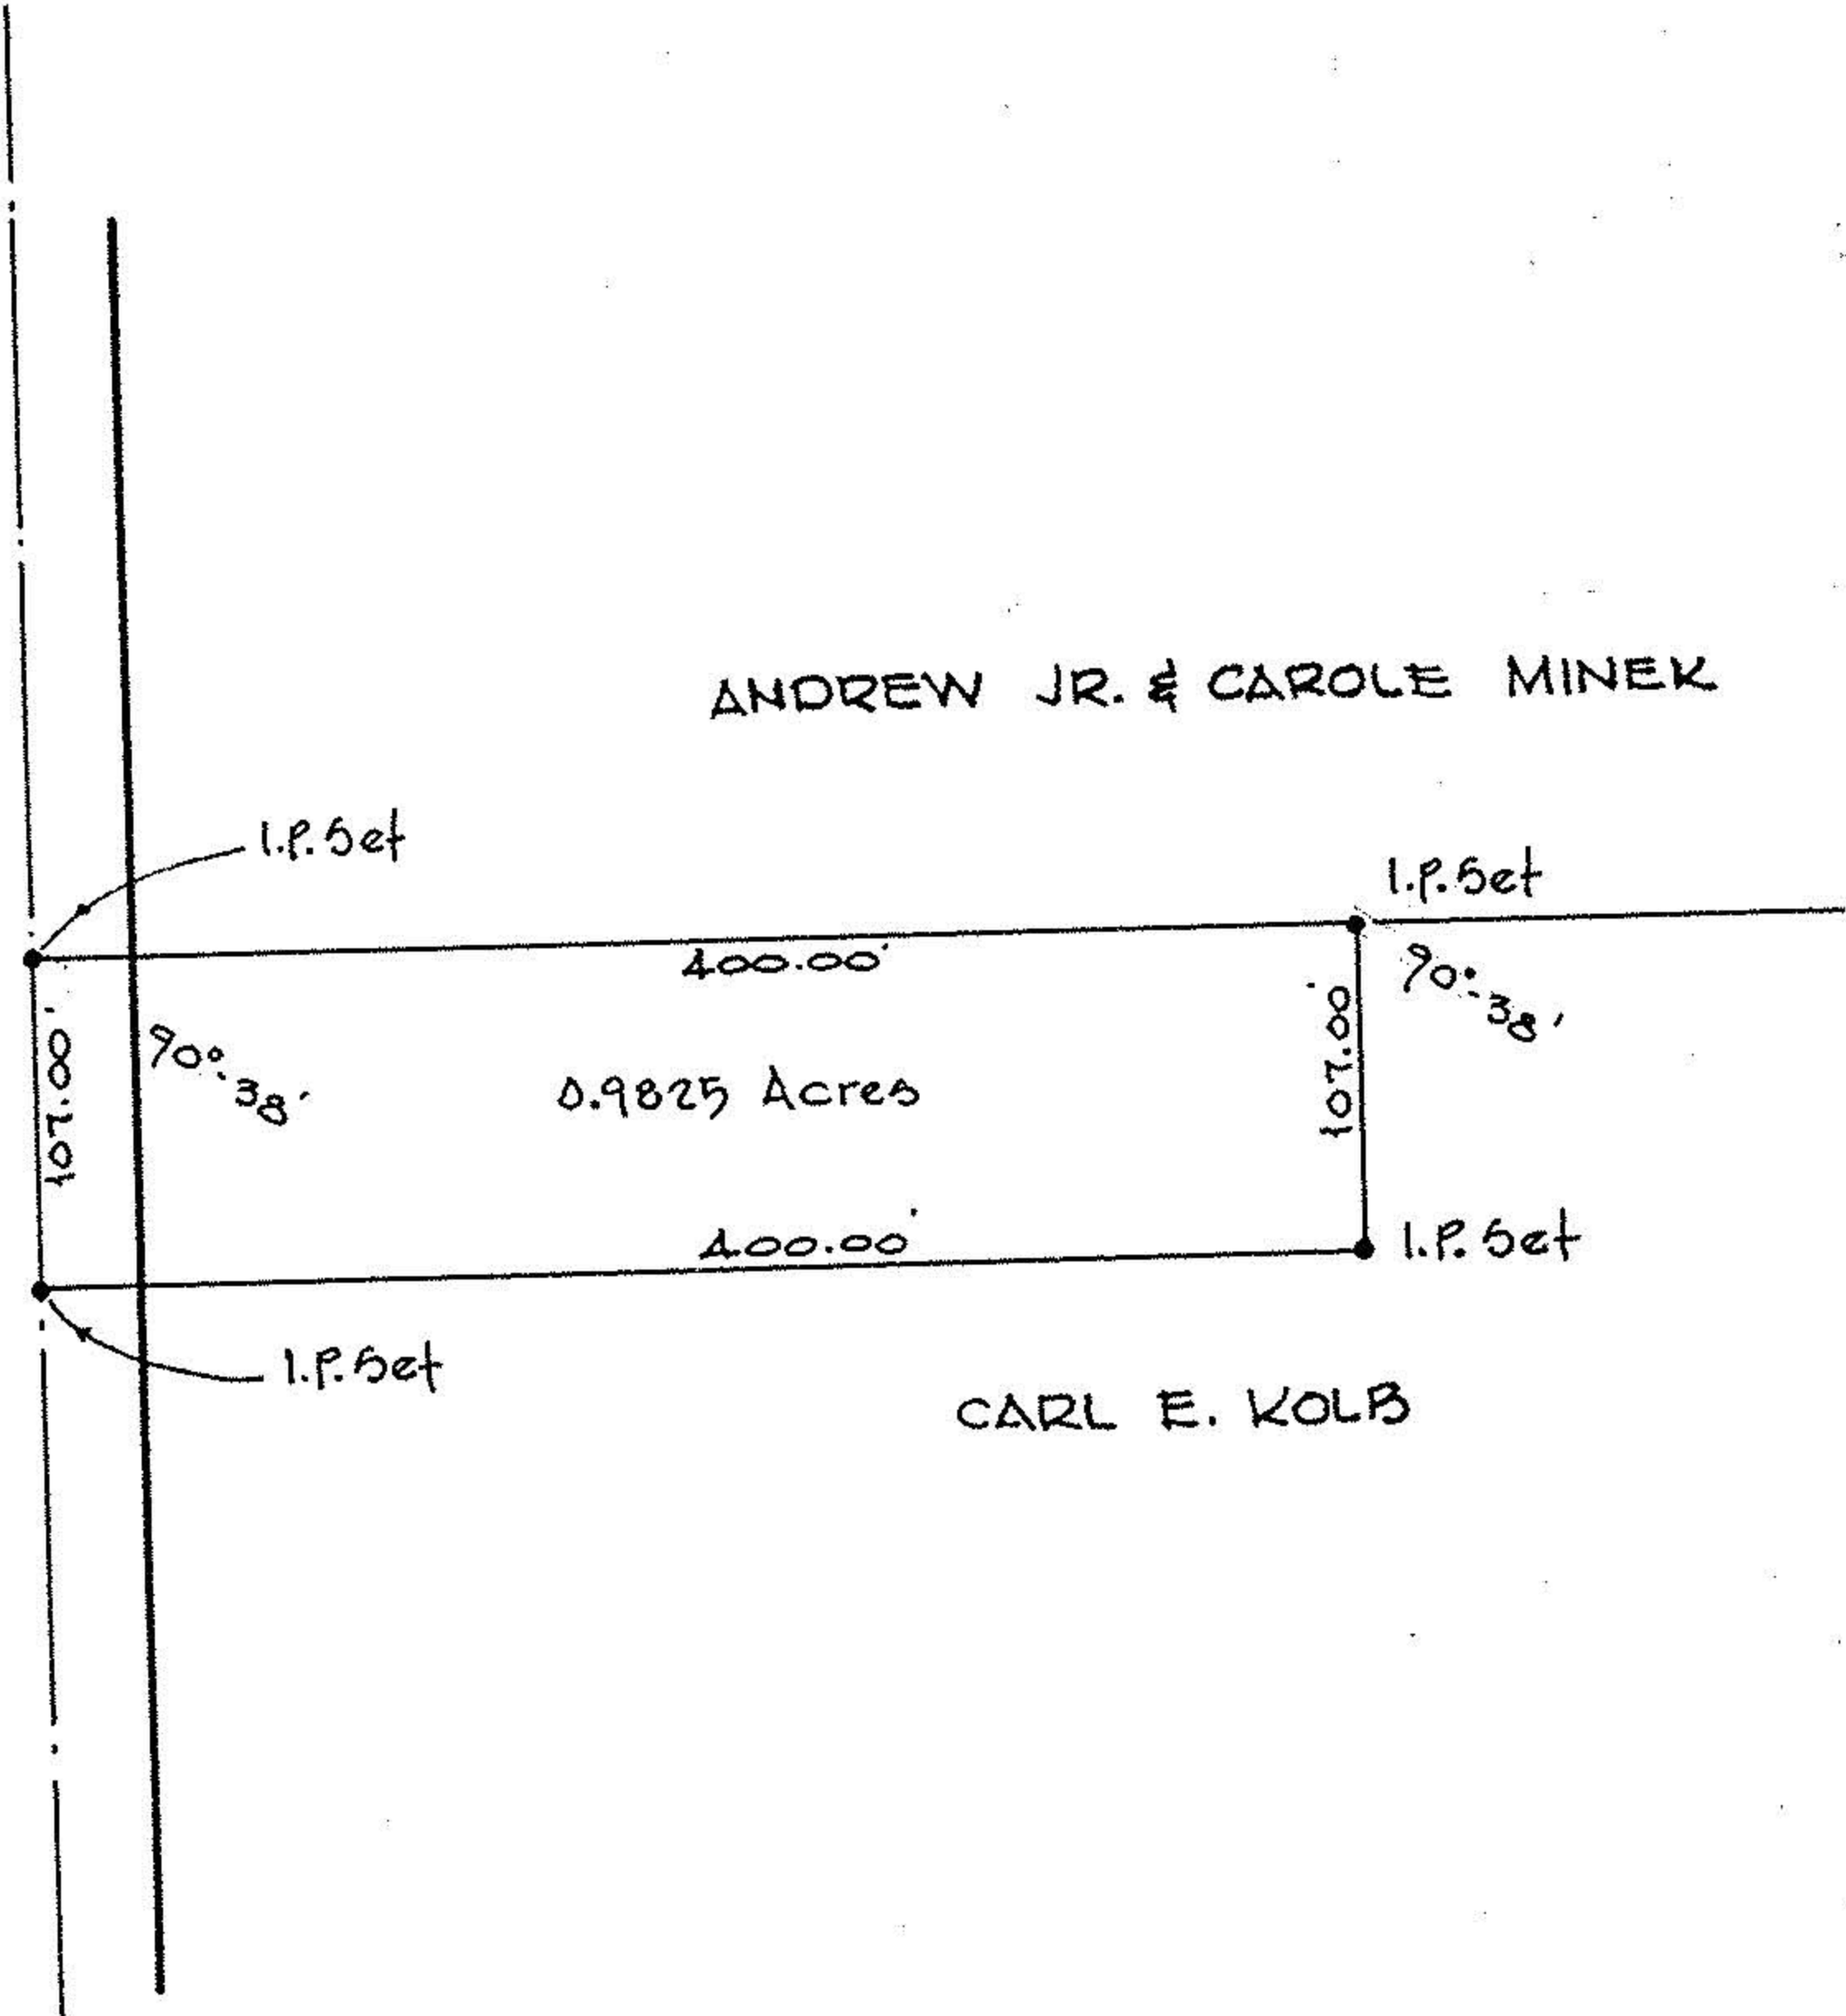 ANDREW JR. & CAROLE MINEK
I.P. Set
I.P. Set
400.00'
90°-38'
107.00'
90°-38'
0.9825 Acres
107.00'
400.00'
I.P. Set
I.P. Set
CARL E. KOLB